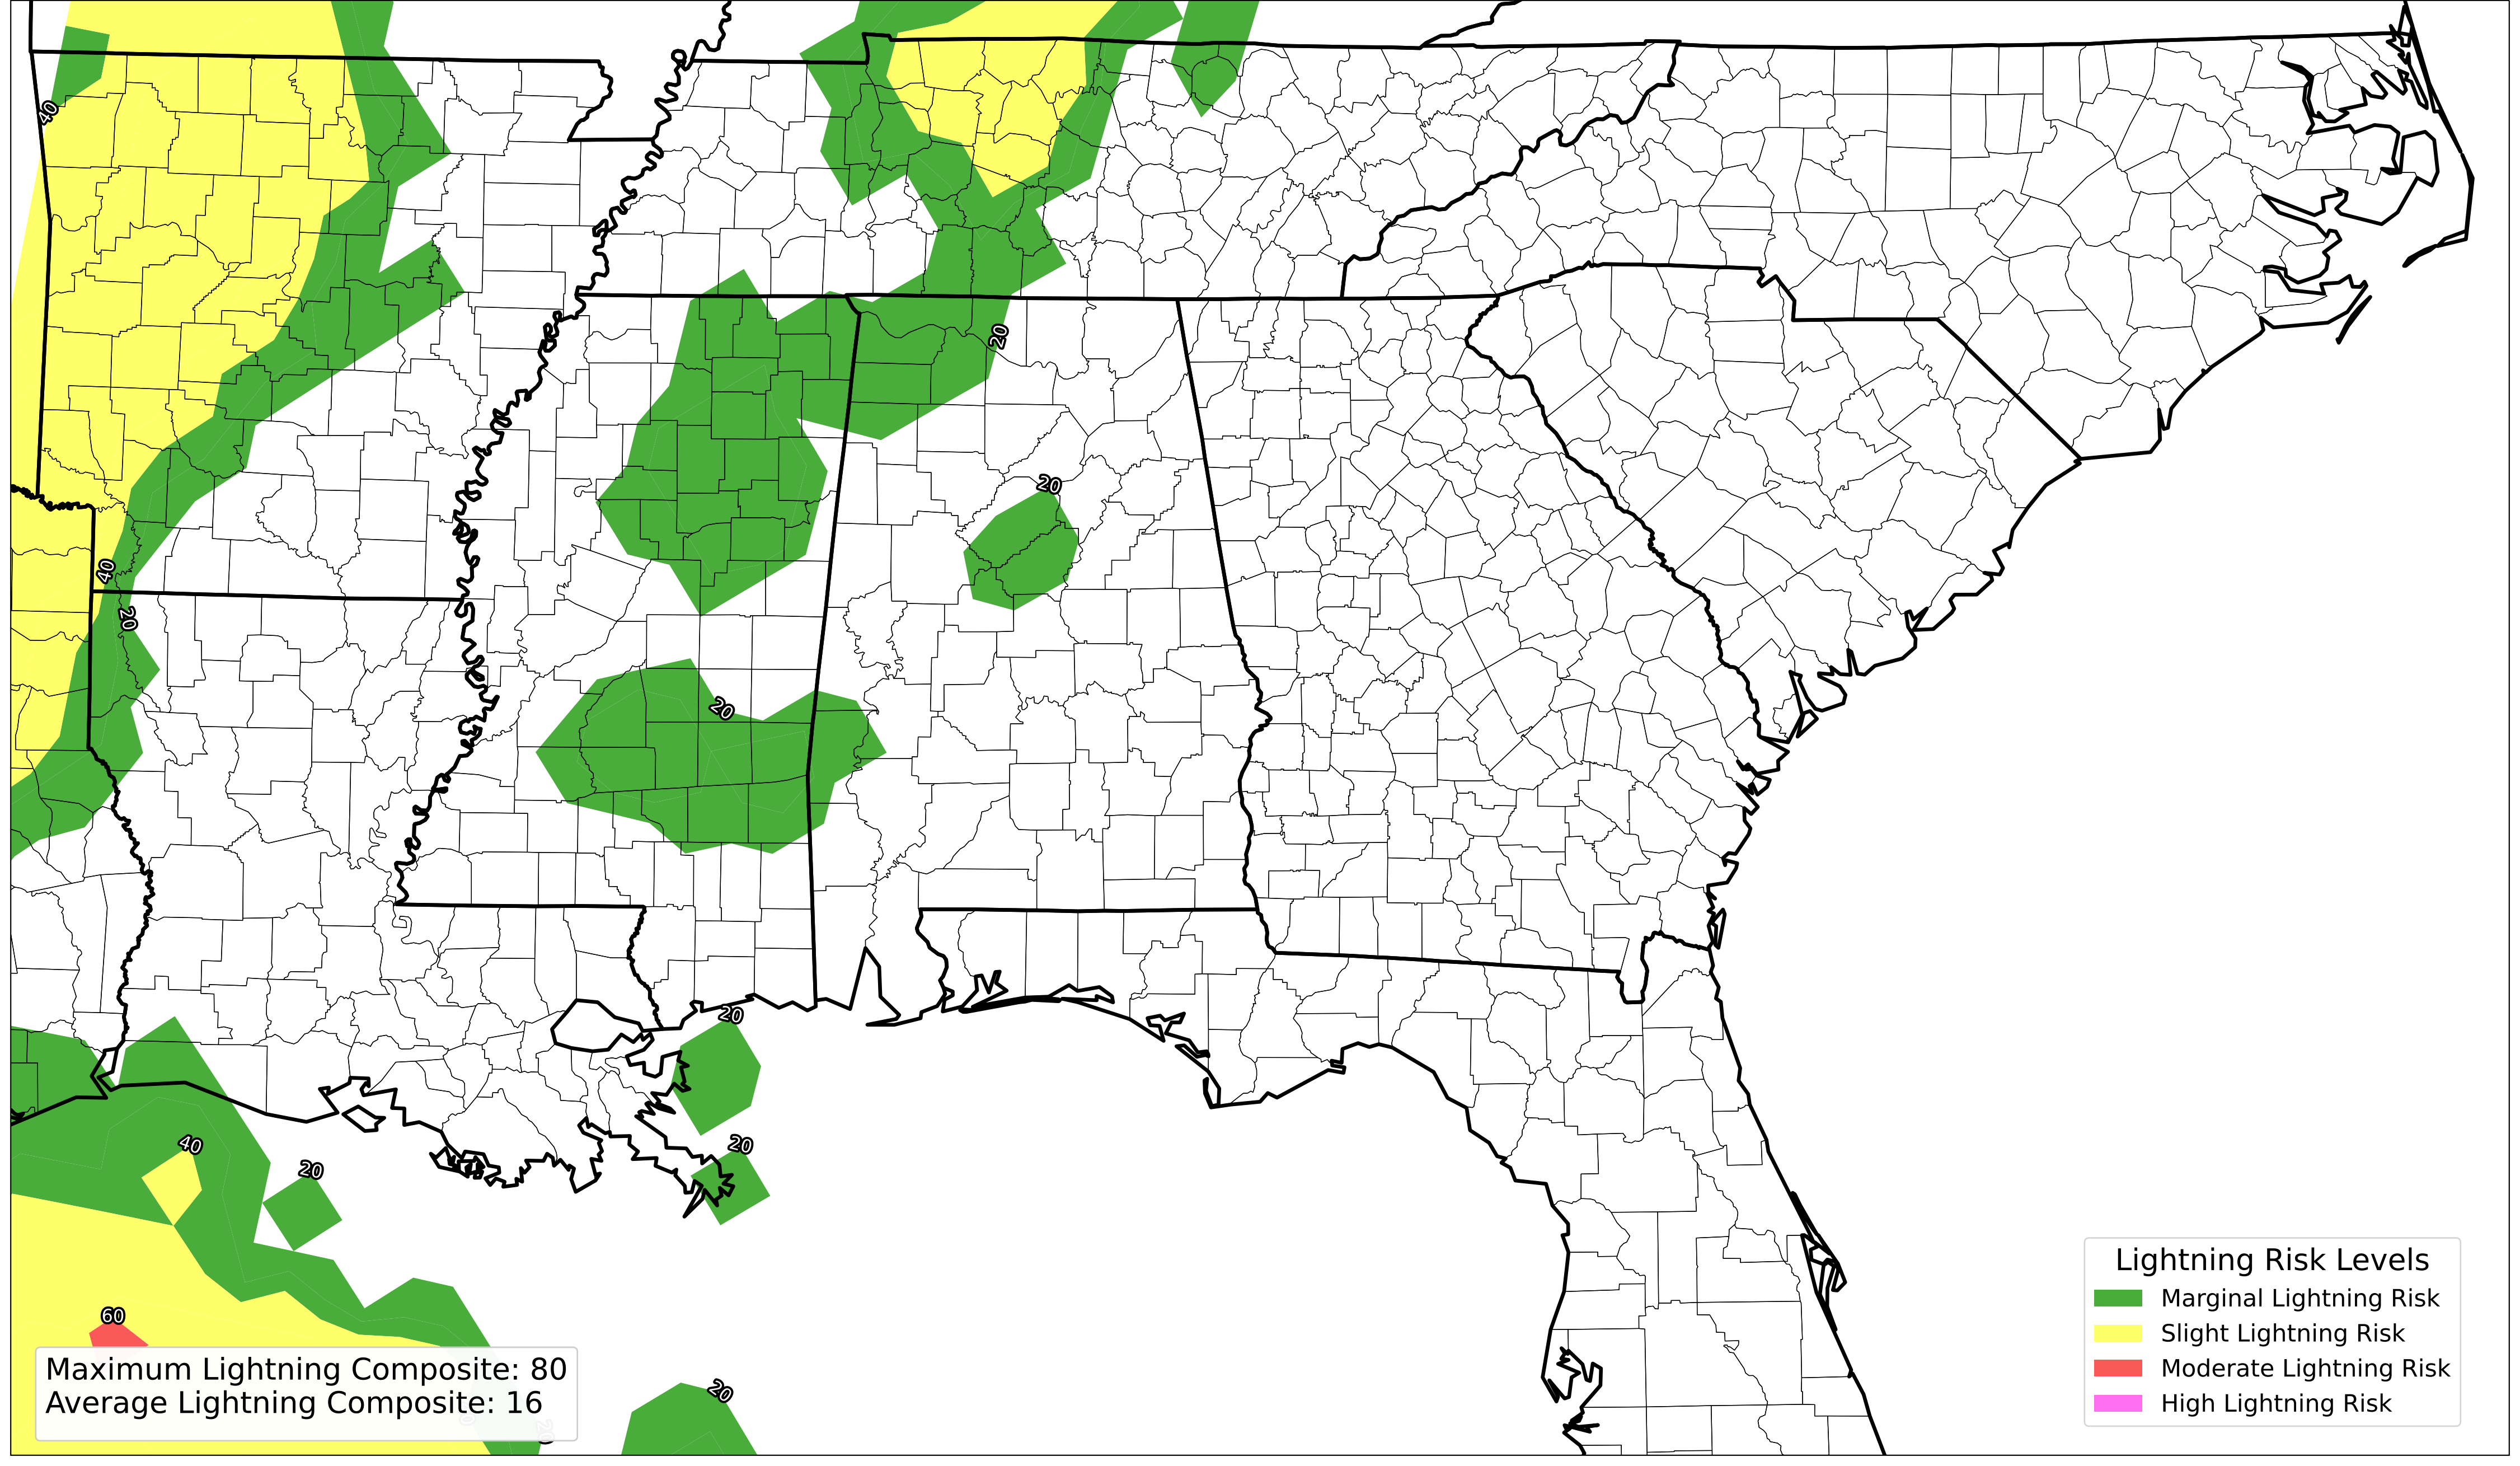 40
20
20
40
20
20
20
20
40
20
60
Maximum Lightning Composite: 80
Average Lightning Composite: 16
20
Lightning Risk Levels
Marginal Lightning Risk
Slight Lightning Risk
Moderate Lightning Risk
High Lightning Risk